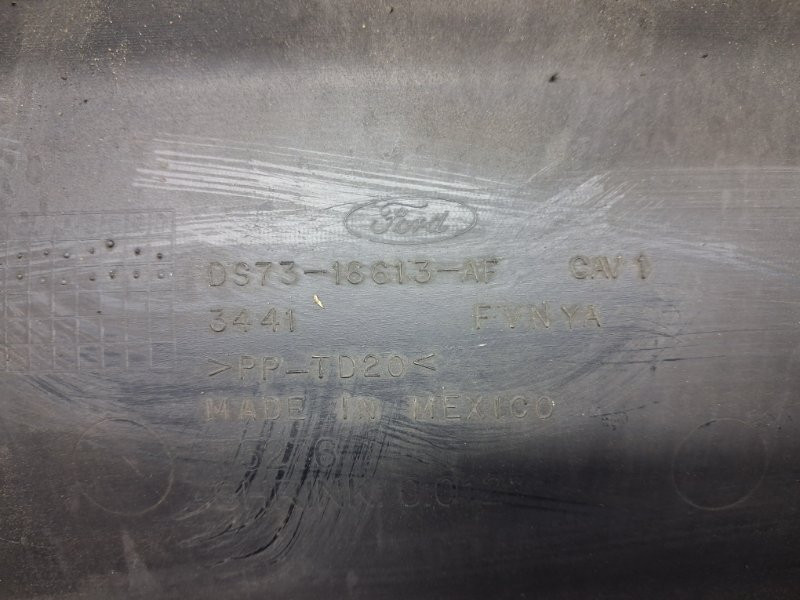 Ford
DS73-16613-AF CAV 1
3441 FVNYA
>PP-TD20<
MADE IN MEXICO